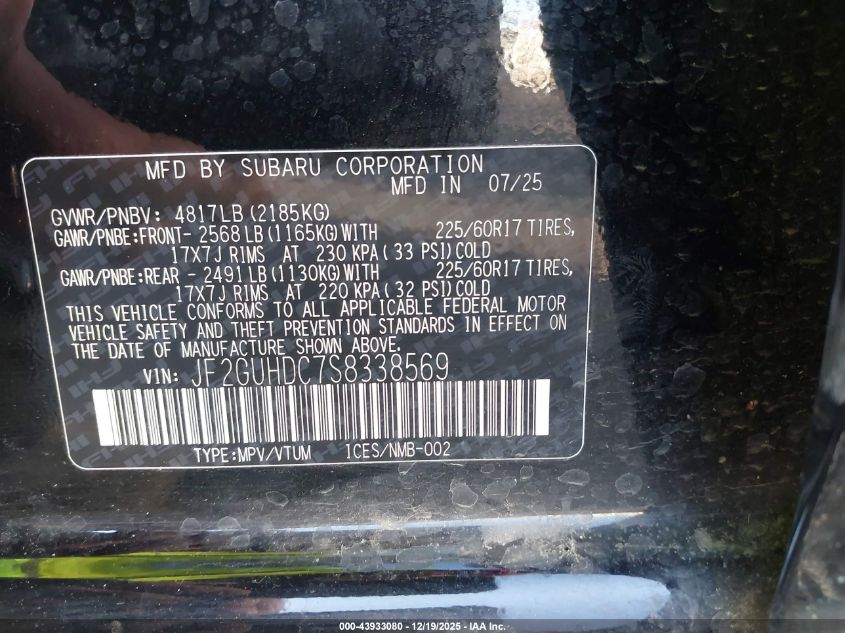 MFD BY SUBARU CORPORATION
MFD IN 07/25
GVWR/PNBV: 4817LB (2185KG)
GAWR/PNBE:FRONT- 2568 LB (1165KG) WITH 225/60R17 TIRES,
17X7J RIMS AT 230 KPA (33 PSI) COLD
GAWR/PNBE:REAR - 2491 LB (1130KG) WITH 225/60R17 TIRES,
17X7J RIMS AT 220 KPA (32 PSI) COLD
THIS VEHICLE CONFORMS TO ALL APPLICABLE FEDERAL MOTOR
VEHICLE SAFETY AND THEFT PREVENTION STANDARDS IN EFFECT ON
THE DATE OF MANUFACTURE SHOWN ABOVE.
VIN: JF2GUHDC7S8338569
TYPE:MPV/VTUM 1CES/NMB-002
000-43933080 - 12/19/2025 - IAA Inc.